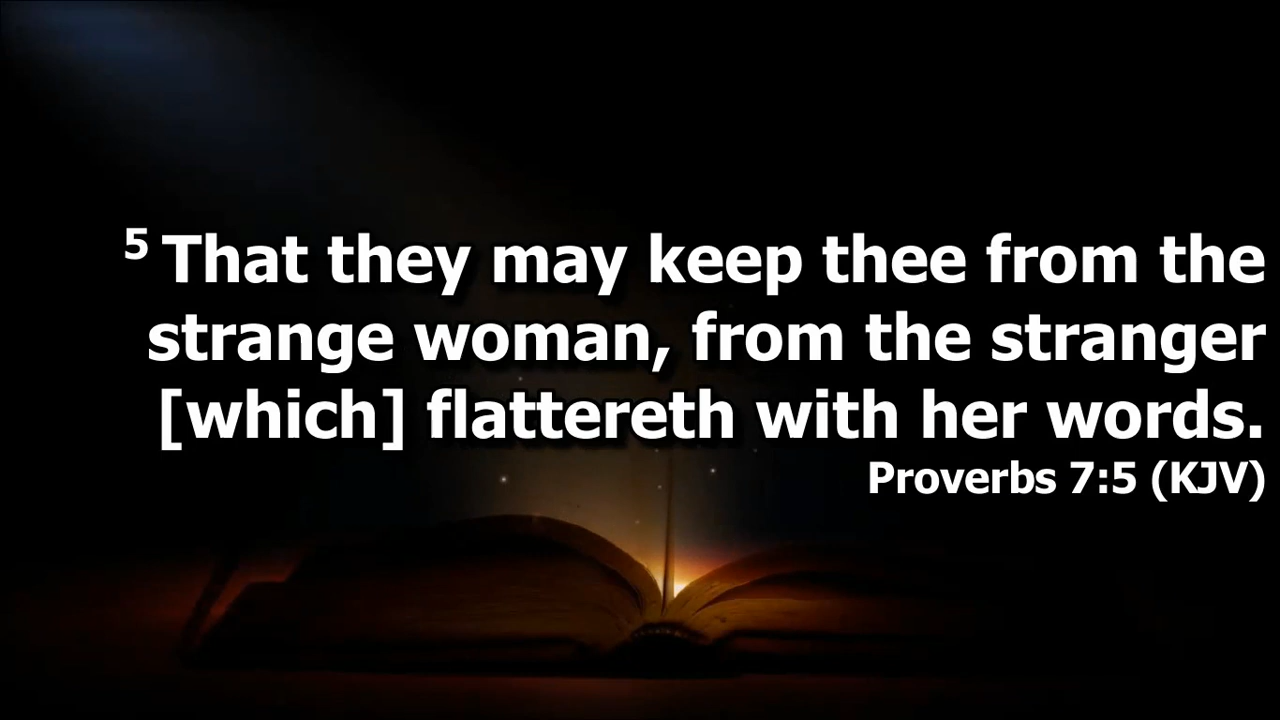 5 That they may keep thee from the
strange woman, from the stranger
[which] flattereth with her words.
Proverbs 7:5 (KJV)